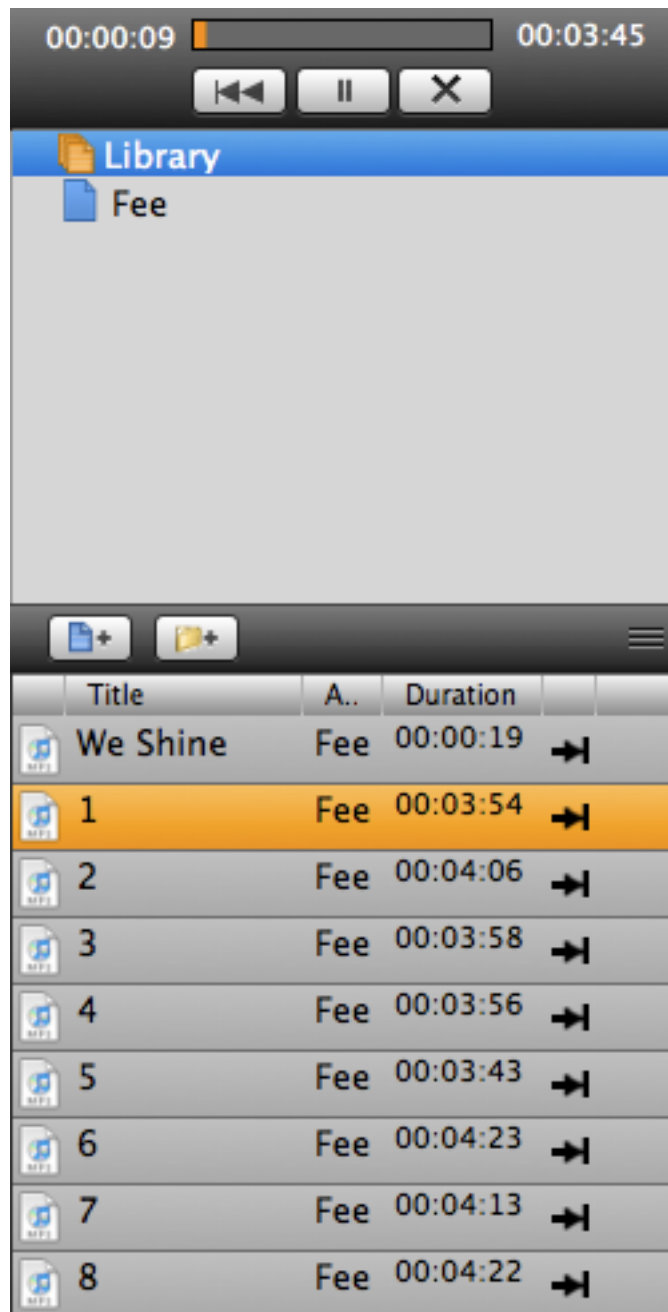 00:00:09 00:03:45
Library
Fee
Title A.. Duration
We Shine Fee 00:00:19
1 Fee 00:03:54
2 Fee 00:04:06
3 Fee 00:03:58
4 Fee 00:03:56
5 Fee 00:03:43
6 Fee 00:04:23
7 Fee 00:04:13
8 Fee 00:04:22